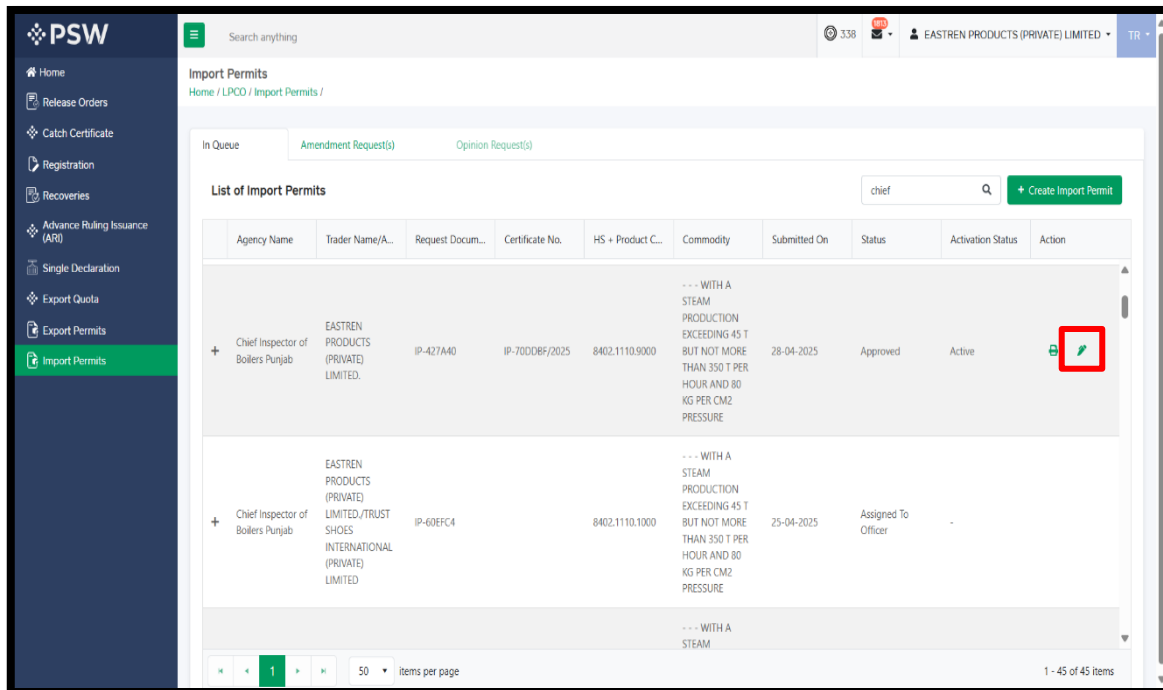 PSW
Search anything
338
1813
EASTREN PRODUCTS (PRIVATE) LIMITED
TR
Home
Release Orders
Catch Certificate
Registration
Recoveries
Advance Ruling Issuance
(ARI)
Single Declaration
Export Quota
Export Permits
Import Permits
Import Permits
Home / LPCO / Import Permits /
In Queue
Amendment Request(s)
Opinion Request(s)
List of Import Permits
chief
+ Create Import Permit
Agency Name
Trader Name/A...
Request Docum...
Certificate No.
HS + Product C...
Commodity
Submitted On
Status
Activation Status
Action
+
Chief Inspector of
Boilers Punjab
EASTREN
PRODUCTS
(PRIVATE)
LIMITED.
IP-427A40
IP-70DDBF/2025
8402.1110.9000
- - - WITH A
STEAM
PRODUCTION
EXCEEDING 45 T
BUT NOT MORE
THAN 350 T PER
HOUR AND 80
KG PER CM2
PRESSURE
28-04-2025
Approved
Active
+
Chief Inspector of
Boilers Punjab
EASTREN
PRODUCTS
(PRIVATE)
LIMITED./TRUST
SHOES
INTERNATIONAL
(PRIVATE)
LIMITED
IP-60EFC4
8402.1110.1000
- - - WITH A
STEAM
PRODUCTION
EXCEEDING 45 T
BUT NOT MORE
THAN 350 T PER
HOUR AND 80
KG PER CM2
PRESSURE
25-04-2025
Assigned To
Officer
-
- - - WITH A
STEAM
1
50
items per page
1 - 45 of 45 items